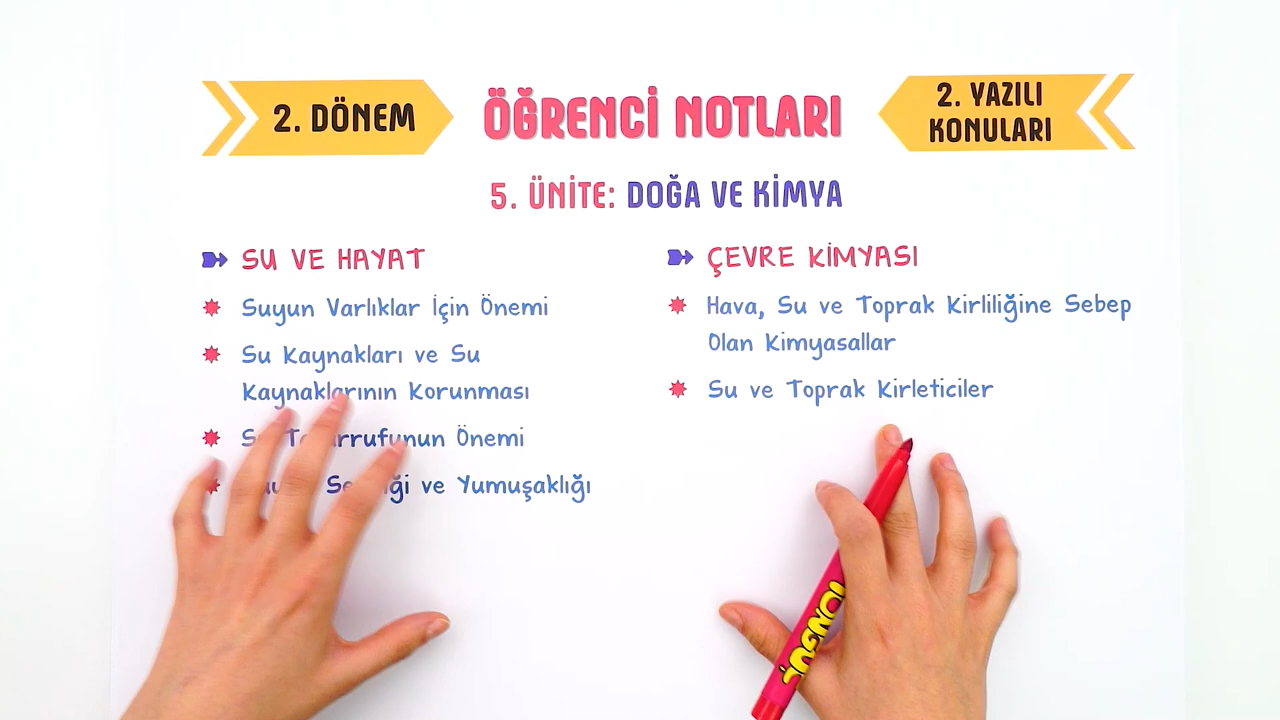 2. DÖNEM
ÖĞRENCİ NOTLARI
2. YAZILI
KONULARI
5. ÜNİTE: DOĞA VE KİMYA
SU VE HAYAT
Suyun Varlıklar İçin Önemi
Su Kaynakları ve Su
Kaynaklarının Korunması
Önemi
ve Yumuşaklığı
ÇEVRE KİMYASI
Hava, Su ve Toprak Kirliliğine Sebep
Olan Kimyasallar
Su ve Toprak Kirleticiler